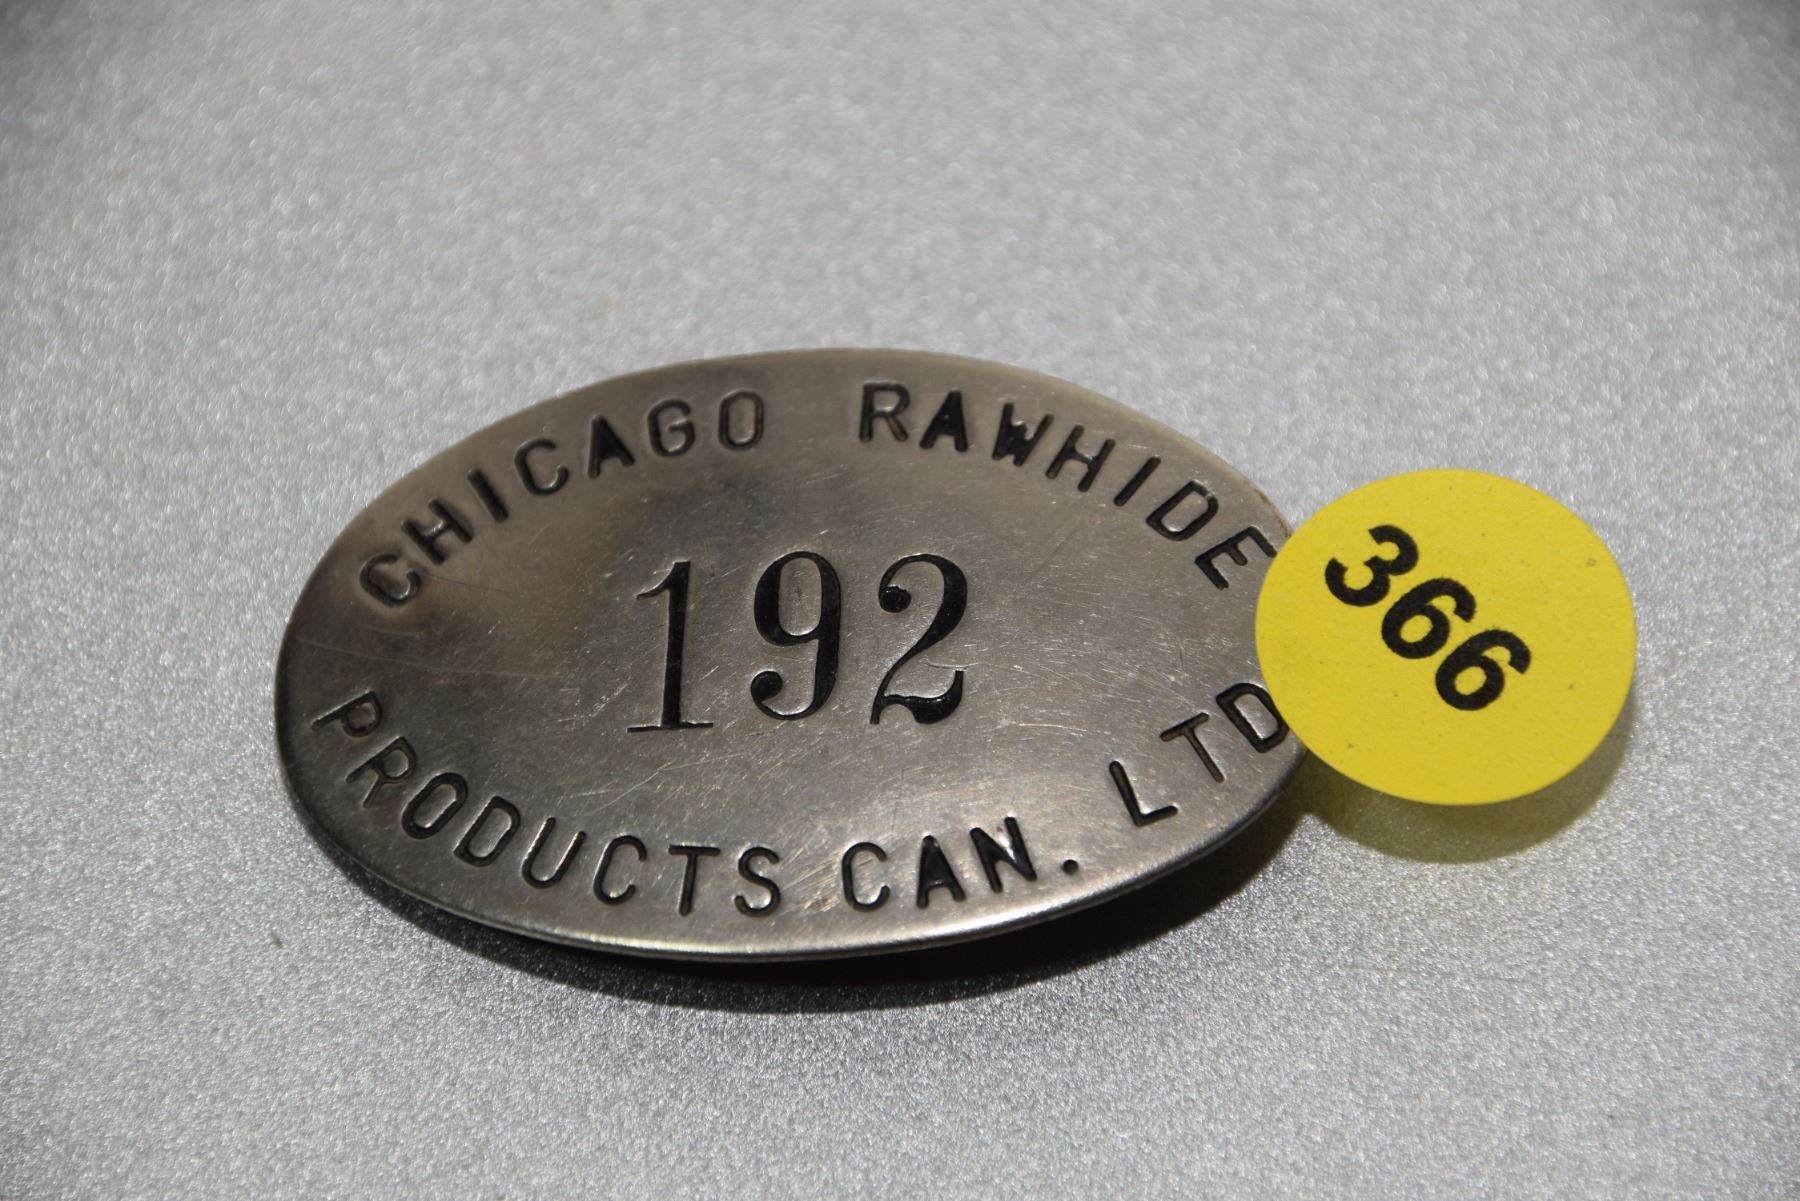 CHICAGO RAWHIDE
192
PRODUCTS CAN. LTD
366